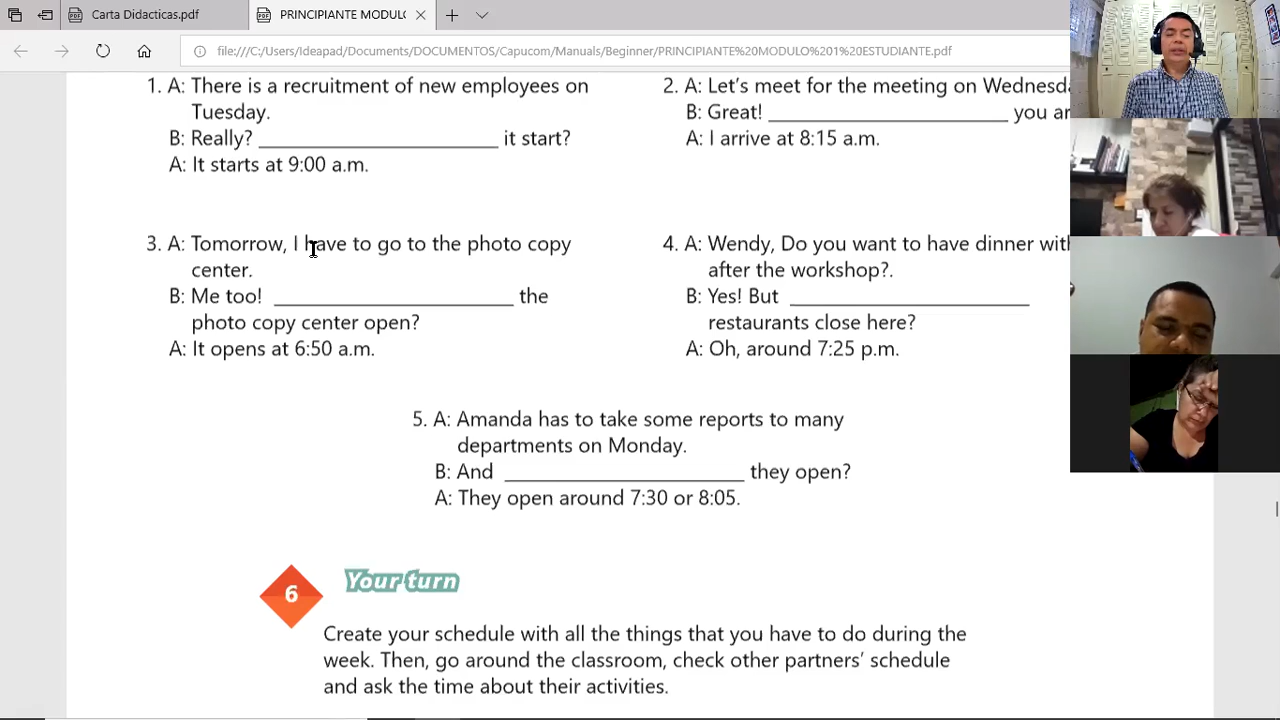 Carta Didacticas.pdf
PRINCIPIANTE MODULO
file:///C:/Users/Ideapad/Documents/DOCUMENTOS/Capucom/Manuals/Beginner/PRINCIPIANTE%20MODULO%201%20ESTUDIANTE.pdf
1. A: There is a recruitment of new employees on
Tuesday.
B: Really? ______________________ it start?
A: It starts at 9:00 a.m.
2. A: Let's meet for the meeting on
B: Great! ______________________ you
A: I arrive at 8:15 a.m.
3. A: Tomorrow, I have to go to the photo copy
center.
B: Me too! ______________________ the
photo copy center open?
A: It opens at 6:50 a.m.
4. A: Wendy, Do you want to have dinner with
after the workshop?.
B: Yes! But ______________________
restaurants close here?
A: Oh, around 7:25 p.m.
5. A: Amanda has to take some reports to many
departments on Monday.
B: And ______________________ they open?
A: They open around 7:30 or 8:05.
6 Your turn
Create your schedule with all the things that you have to do during the
week. Then, go around the classroom, check other partners' schedule
and ask the time about their activities.